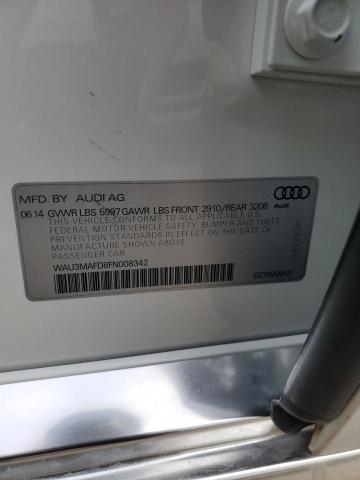 MFD. BY AUDI AG
06 14 GVWR LBS 5997 GAWR LBS FRONT 2910/REAR 3208
THIS VEHICLE CONFORMS TO ALL APPLICABLE U.S.
FEDERAL MOTOR VEHICLE SAFETY, BUMPER AND THEFT
PREVENTION STANDARDS IN EFFECT ON THE DATE OF
MANUFACTURE SHOWN ABOVE.
PASSENGER CAR
WAU3MAFD8FN008342
Audi
GERMANY